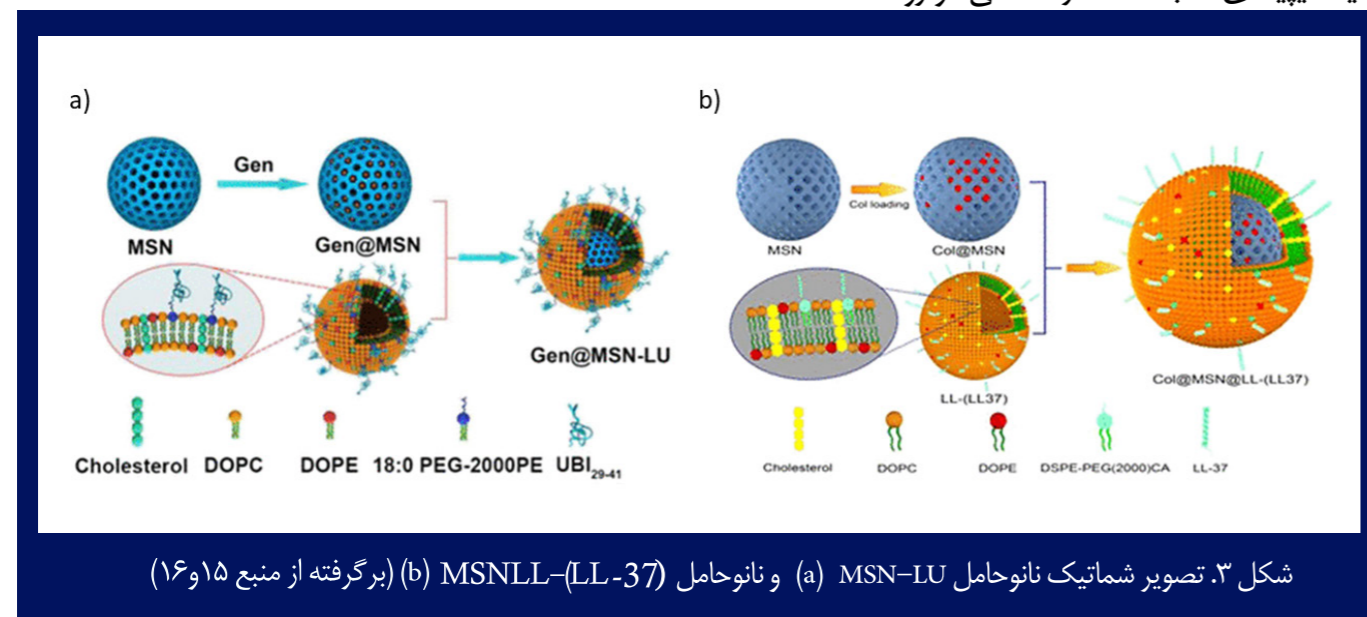 a)
Gen
MSN
Gen@MSN
Gen@MSN-LU
Cholesterol DOPC DOPE 18:0 PEG-2000PE UBI29-41
b)
Col loading
MSN
Col@MSN
LL-(LL37)
Col@MSN@LL-(LL37)
Cholesterol DOPC DOPE DSPE-PEG(2000)CA LL-37
شکل ۳. تصویر شماتیک نانوحامل MSN–LU (a) و نانوحامل MSNLL–(LL-37) (b) (برگرفته از منبع ۱۵و۱۶)